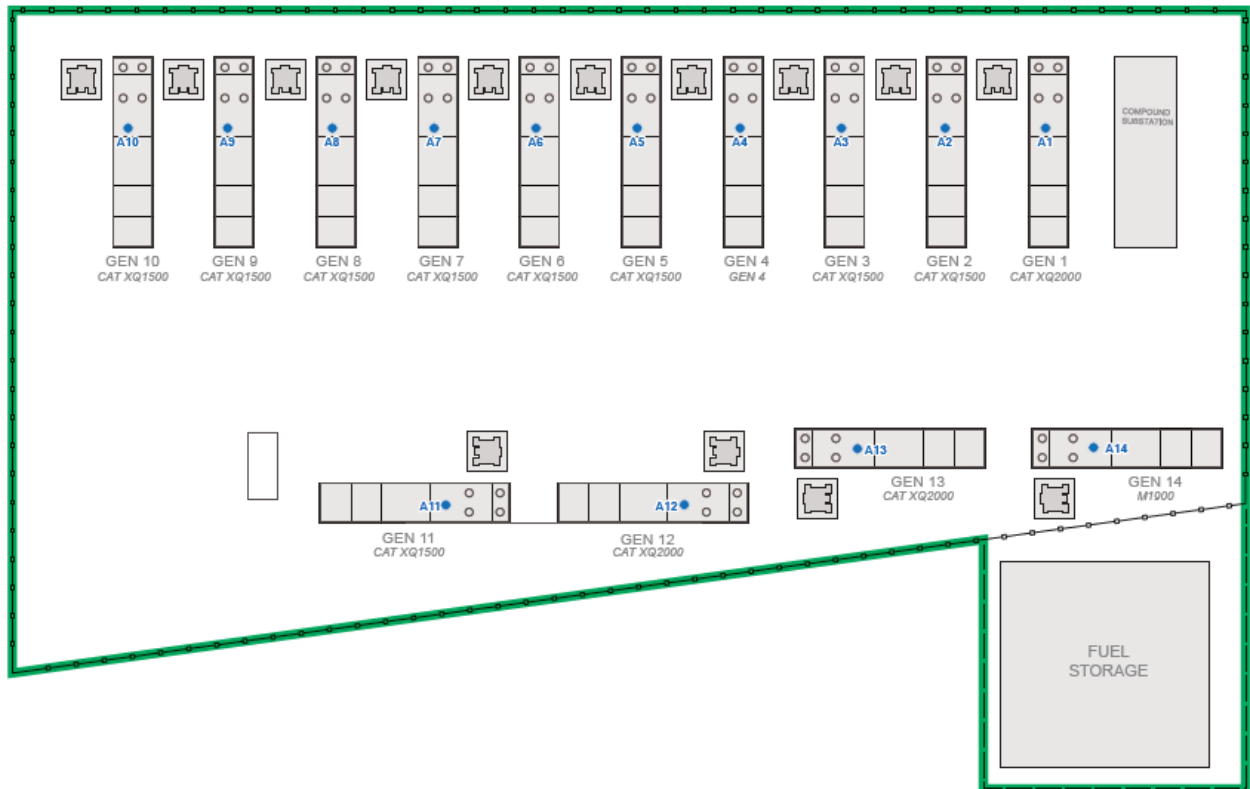 COMPOUND
SUBSTATION
A10
A9
A8
A7
A6
A5
A4
A3
A2
A1
GEN 10
CAT XQ1500
GEN 9
CAT XQ1500
GEN 8
CAT XQ1500
GEN 7
CAT XQ1500
GEN 6
CAT XQ1500
GEN 5
CAT XQ1500
GEN 4
GEN 4
GEN 3
CAT XQ1500
GEN 2
CAT XQ1500
GEN 1
CAT XQ2000
A13
A14
GEN 13
CAT XQ2000
GEN 14
M1900
A11
A12
GEN 11
CAT XQ1500
GEN 12
CAT XQ2000
FUEL
STORAGE